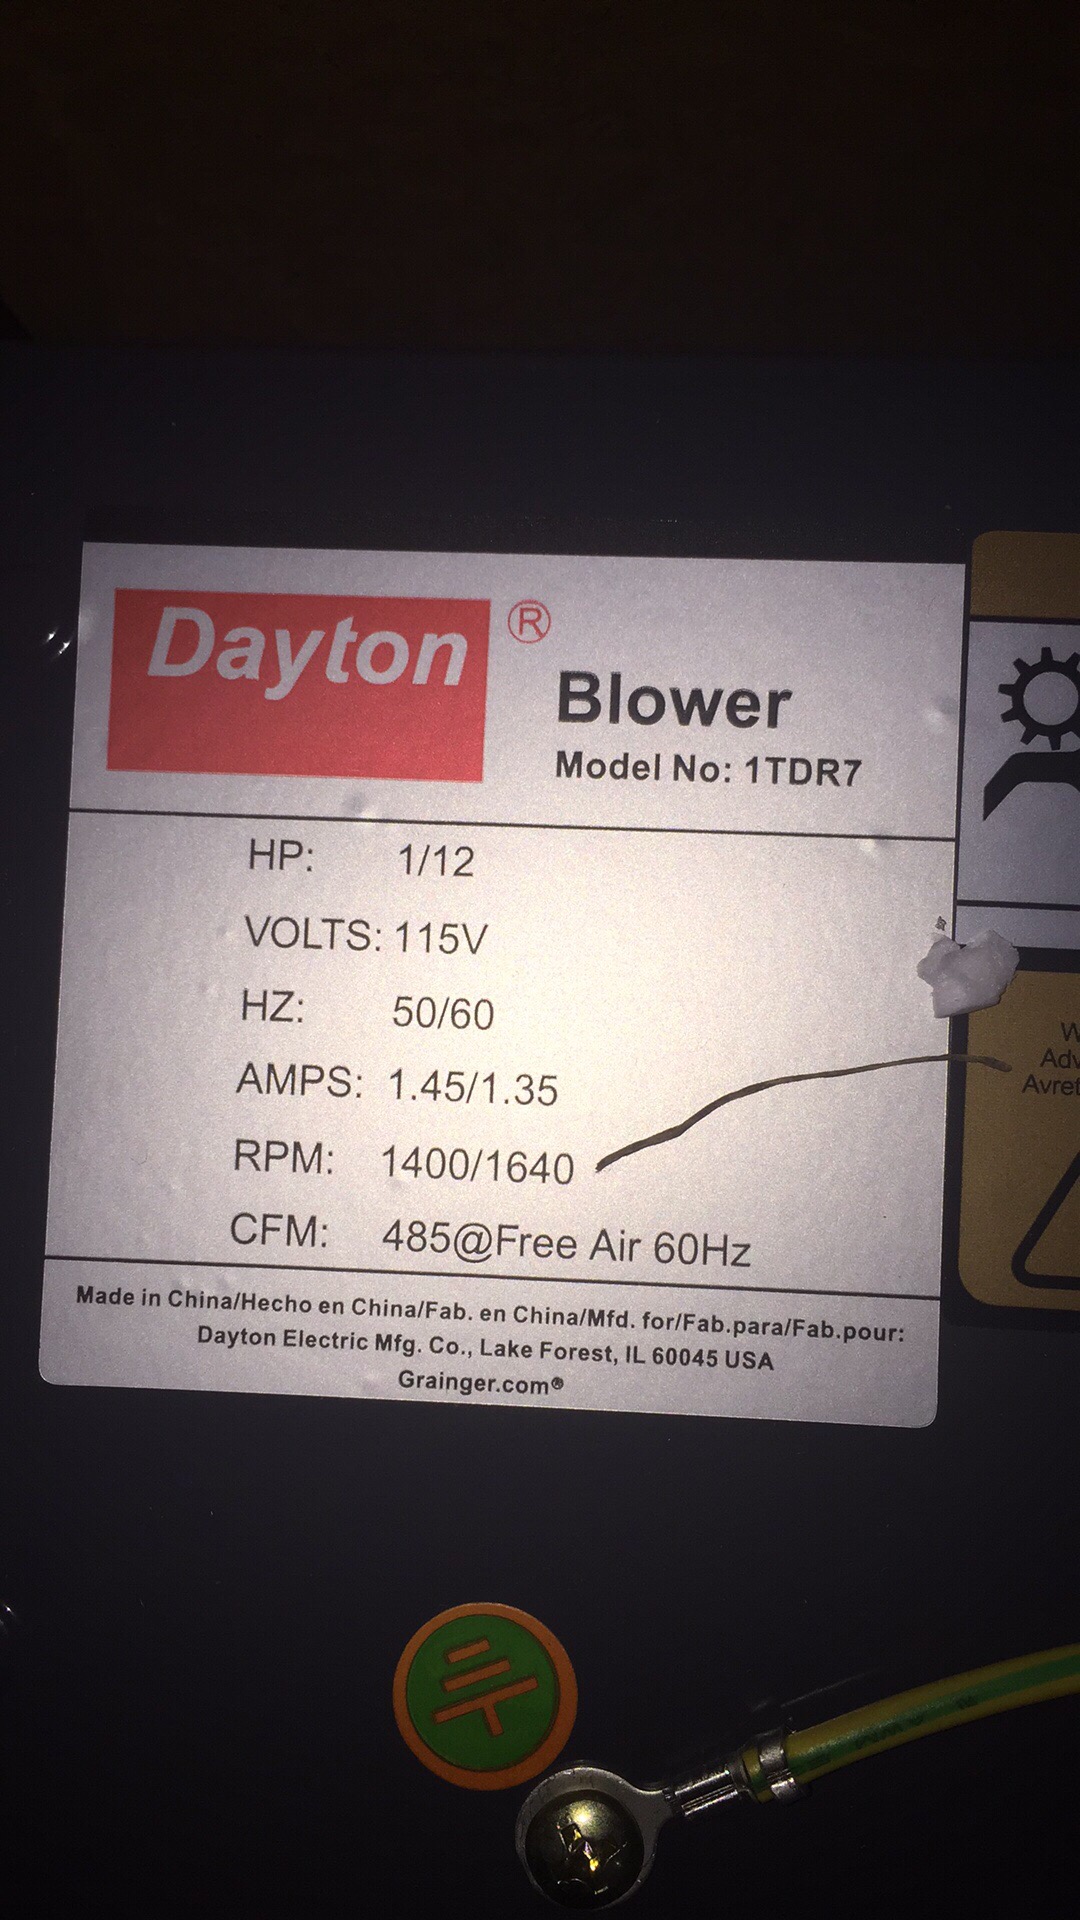 Dayton®
Blower
Model No: 1TDR7
HP: 1/12
VOLTS: 115V
HZ: 50/60
AMPS: 1.45/1.35
RPM: 1400/1640
CFM: 485@Free Air 60Hz
Made in China/Hecho en China/Fab. en China/Mfd. for/Fab.para/Fab.pour:
Dayton Electric Mfg. Co., Lake Forest, IL 60045 USA
Grainger.com®